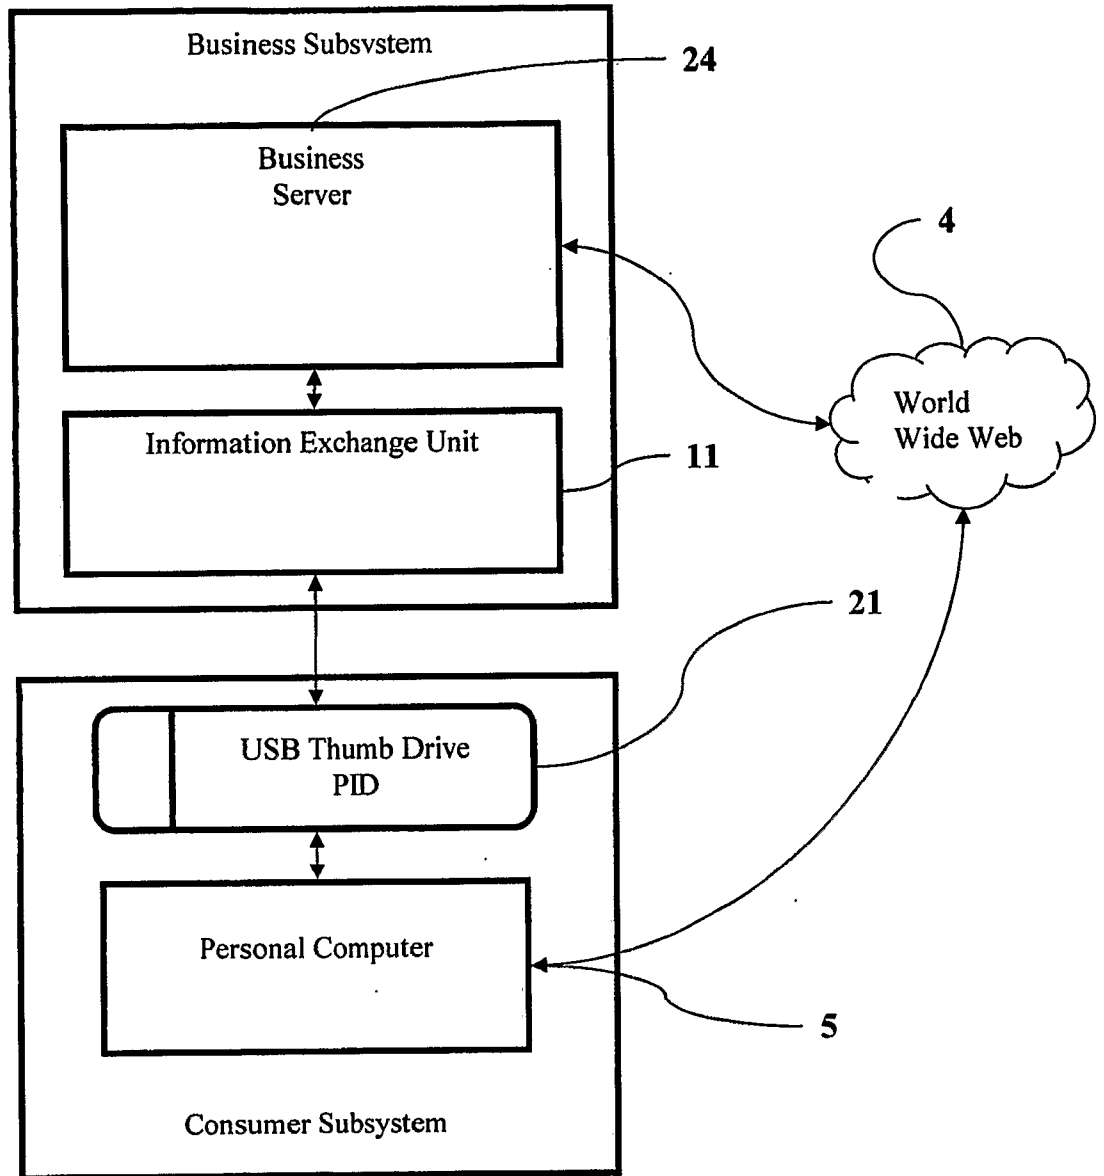 Business Subsystem
24
Business
Server
4
World
Wide Web
Information Exchange Unit
11
21
USB Thumb Drive
PID
Personal Computer
5
Consumer Subsystem